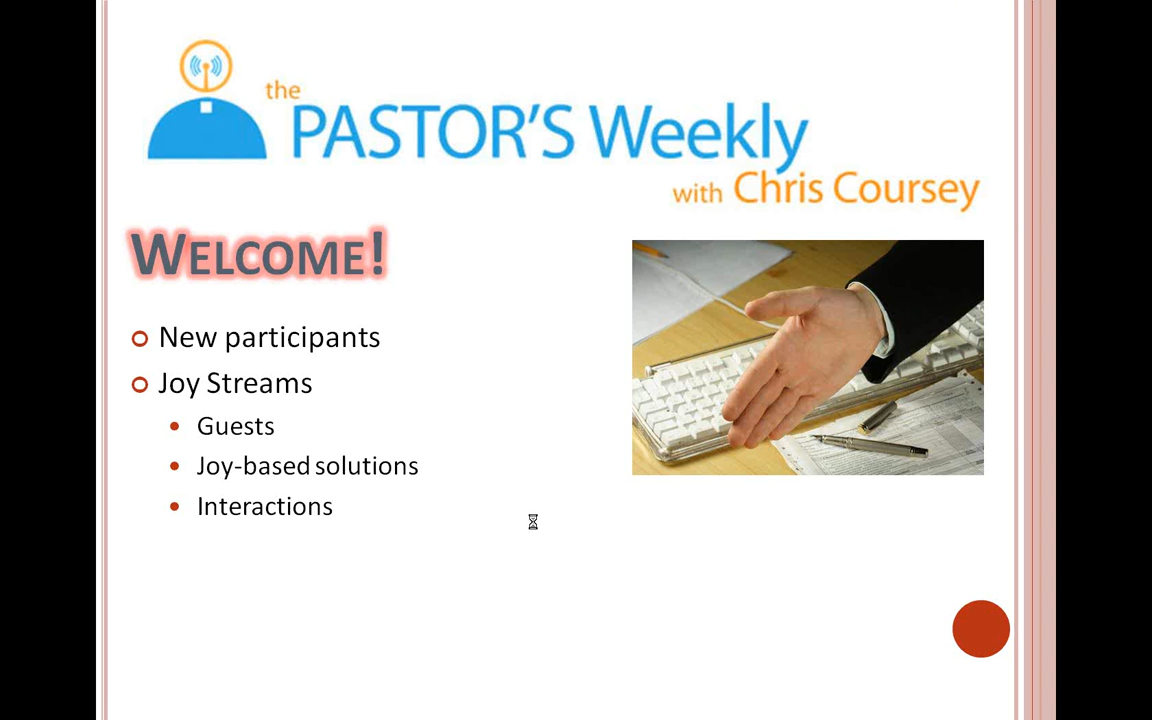 the
PASTOR'S Weekly
with Chris Coursey
WELCOME!
New participants
Joy Streams
Guests
Joy-based solutions
Interactions